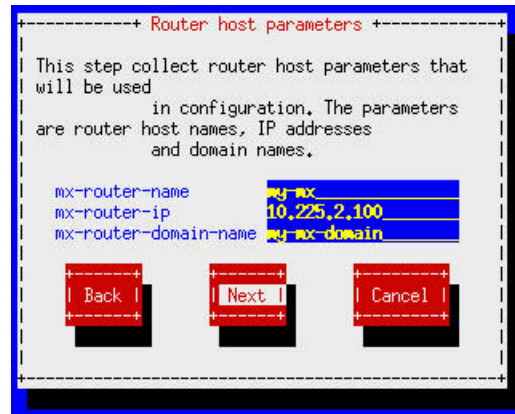 Router host parameters
This step collect router host parameters that
will be used
in configuration. The parameters
are router host names, IP addresses
and domain names.
mx-router-name my-mx
mx-router-ip 10.225.2.100
mx-router-domain-name my-mx-domain
Back Next Cancel